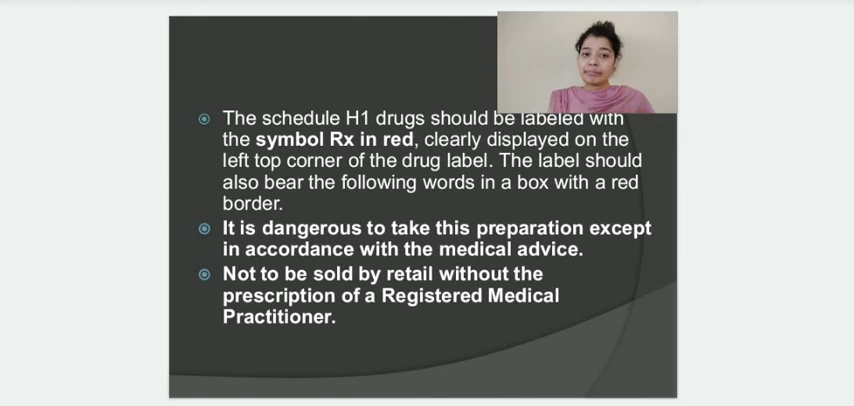 The schedule H1 drugs should be labeled with
the symbol Rx in red, clearly displayed on the
left top corner of the drug label. The label should
also bear the following words in a box with a red
border.
It is dangerous to take this preparation except
in accordance with the medical advice.
Not to be sold by retail without the
prescription of a Registered Medical
Practitioner.